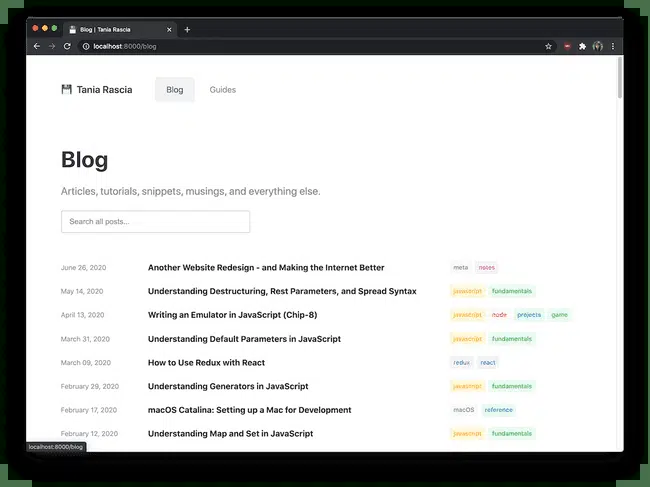 Blog | Tania Rascia
localhost:8000/blog
Tania Rascia Blog Guides
Blog
Articles, tutorials, snippets, musings, and everything else.
Search all posts...
June 26, 2020 Another Website Redesign - and Making the Internet Better meta notes
May 14, 2020 Understanding Destructuring, Rest Parameters, and Spread Syntax javascript fundamentals
April 13, 2020 Writing an Emulator in JavaScript (Chip-8) javascript node projects game
March 31, 2020 Understanding Default Parameters in JavaScript javascript fundamentals
March 09, 2020 How to Use Redux with React redux react
February 29, 2020 Understanding Generators in JavaScript javascript fundamentals
February 17, 2020 macOS Catalina: Setting up a Mac for Development macOS reference
February 12, 2020 Understanding Map and Set in JavaScript javascript fundamentals
localhost:8000/blog